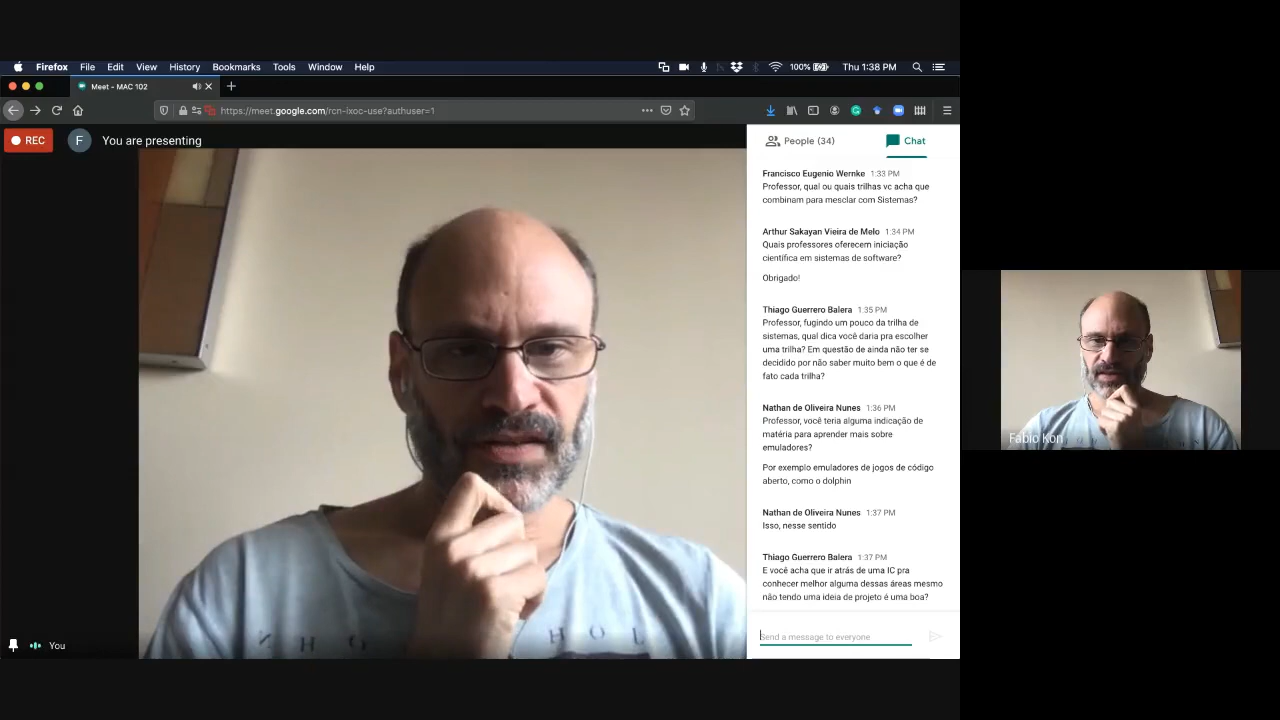 Firefox File Edit View History Bookmarks Tools Window Help 100% Thu 1:38 PM
Meet – MAC 102
https://meet.google.com/rcn-ixoc-use?authuser=1
REC F You are presenting
People (34) Chat
Francisco Eugenio Wernke 1:33 PM
Professor, qual ou quais trilhas vc acha que
combinam para mesclar com Sistemas?
Arthur Sakayan Vieira de Melo 1:34 PM
Quais professores oferecem iniciação
científica em sistemas de software?
Obrigado!
Thiago Guerrero Balera 1:35 PM
Professor, fugindo um pouco da trilha de
sistemas, qual dica você daria pra escolher
uma trilha? Em questão de ainda não ter se
decidido por não saber muito bem o que é de
fato cada trilha?
Nathan de Oliveira Nunes 1:36 PM
Professor, você teria alguma indicação de
matéria para aprender mais sobre
emuladores?
Por exemplo emuladores de jogos de código
aberto, como o dolphin
Nathan de Oliveira Nunes 1:37 PM
Isso, nesse sentido
Thiago Guerrero Balera 1:37 PM
E você acha que ir atrás de uma IC pra
conhecer melhor alguma dessas áreas mesmo
não tendo uma ideia de projeto é uma boa?
Send a message to everyone
You
Fabio Kon